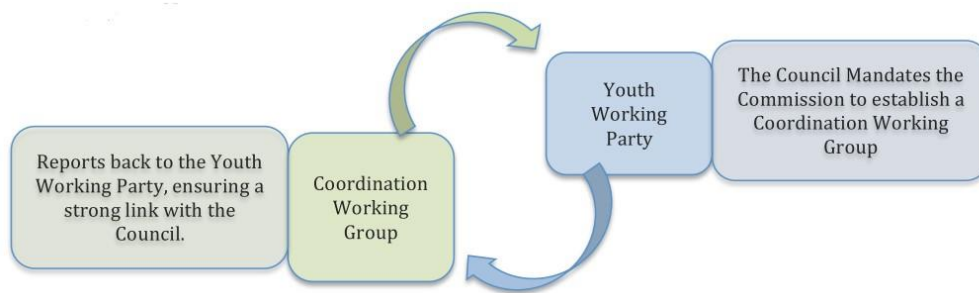 Reports back to the Youth
Working Party, ensuring a
strong link with the
Council.
Coordination
Working
Group
Youth
Working
Party
The Council Mandates the
Commission to establish a
Coordination Working
Group